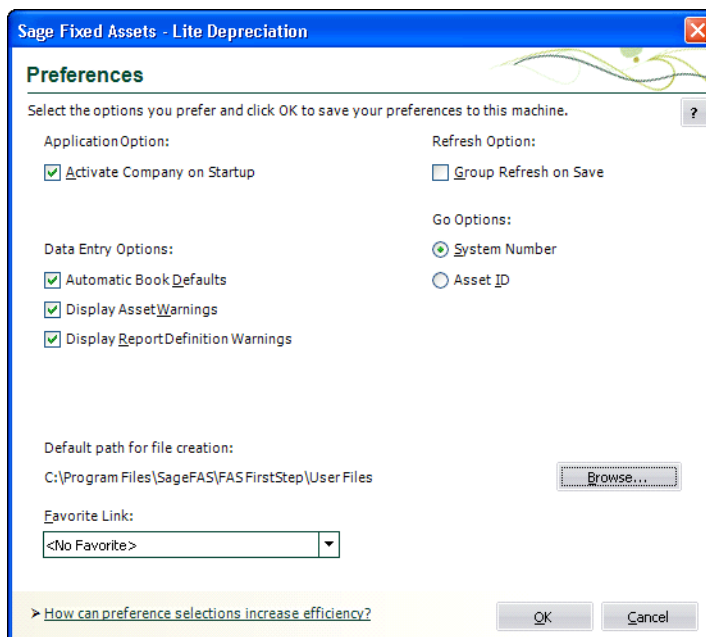 Sage Fixed Assets - Lite Depreciation
Preferences
Select the options you prefer and click OK to save your preferences to this machine.
?
Application Option:
Activate Company on Startup
Refresh Option:
Group Refresh on Save
Go Options:
System Number
Asset ID
Data Entry Options:
Automatic Book Defaults
Display Asset Warnings
Display Report Definition Warnings
Default path for file creation:
C:\Program Files\SageFAS\FAS FirstStep\User Files
Browse...
Favorite Link:
<No Favorite>
How can preference selections increase efficiency?
OK
Cancel